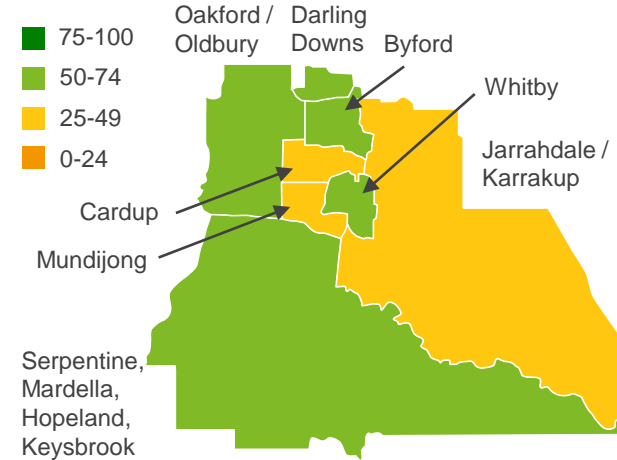 75-100
50-74
25-49
0-24
Oakford /
Oldbury
Darling
Downs
Byford
Whitby
Jarrahdale /
Karrakup
Cardup
Mundijong
Serpentine,
Mardella,
Hopeland,
Keysbrook